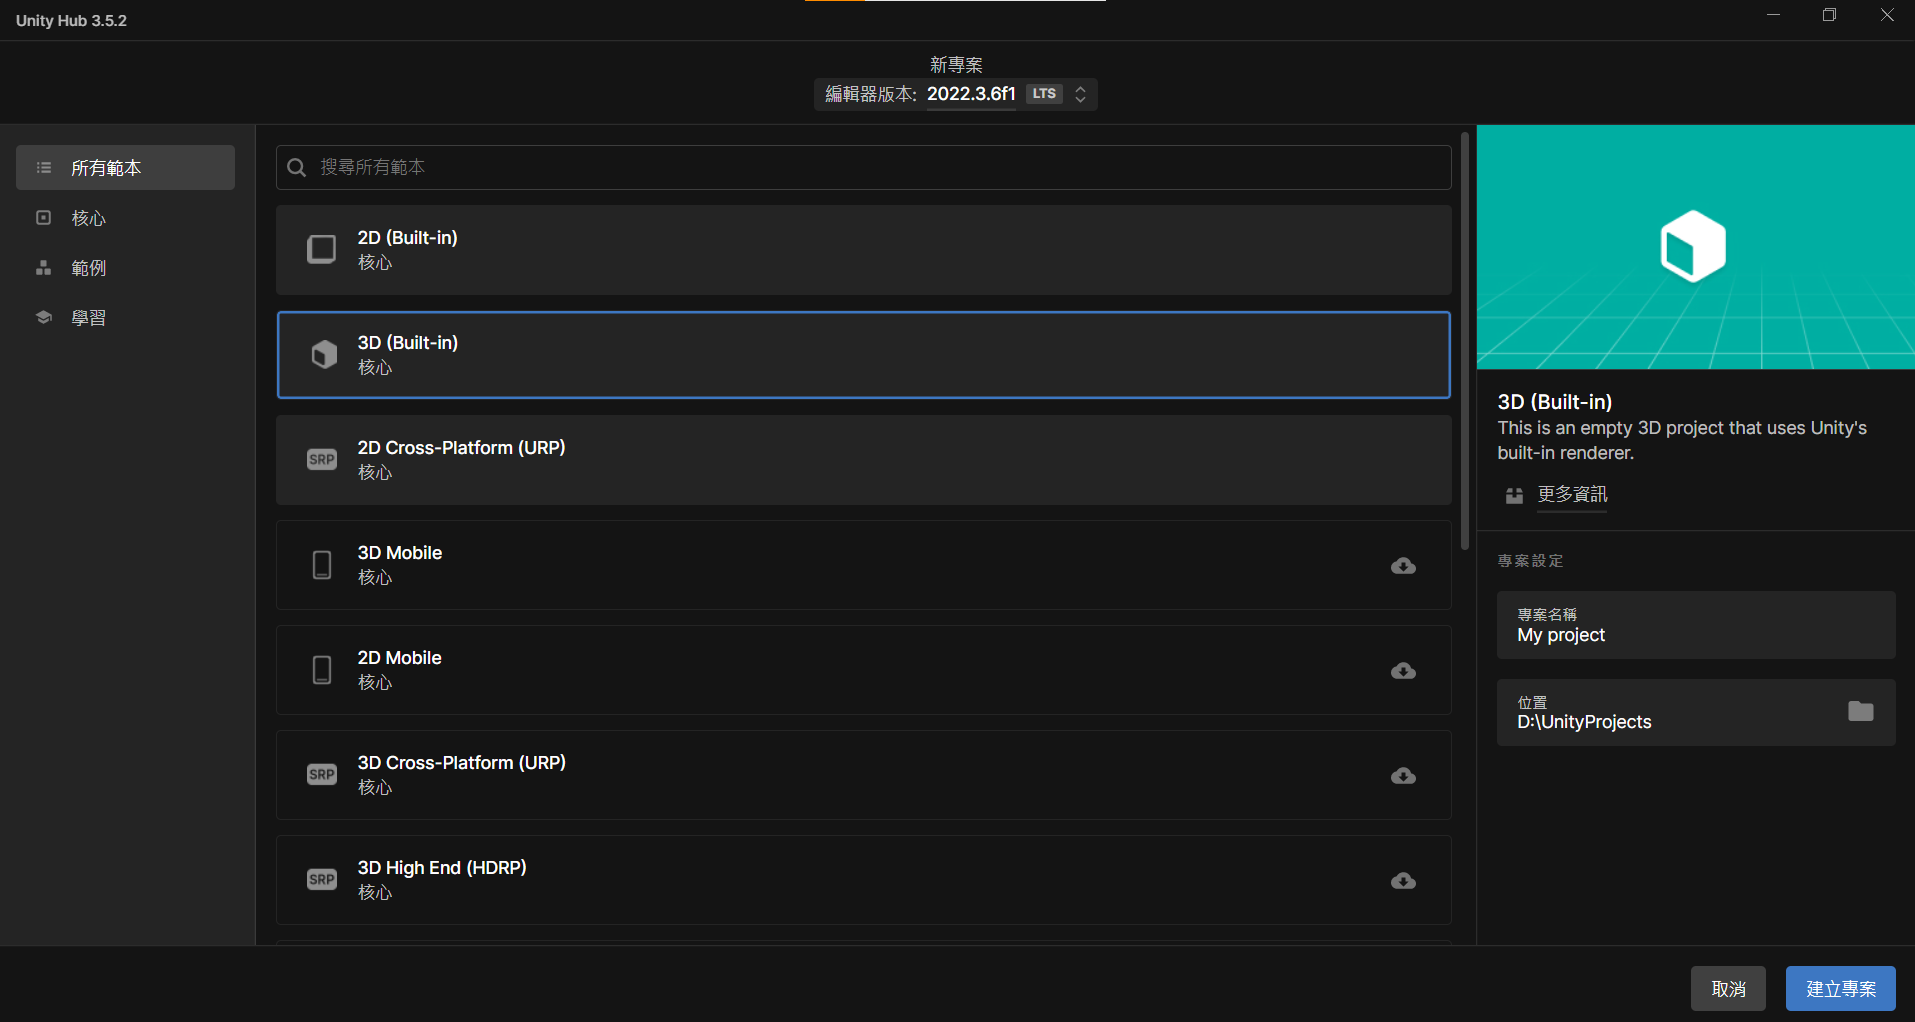 Unity Hub 3.5.2
新專案
編輯器版本: 2022.3.6f1 LTS
所有範本
核心
範例
學習
搜尋所有範本
2D (Built-in)
核心
3D (Built-in)
核心
SRP
2D Cross-Platform (URP)
核心
3D Mobile
核心
2D Mobile
核心
SRP
3D Cross-Platform (URP)
核心
SRP
3D High End (HDRP)
核心
3D (Built-in)
This is an empty 3D project that uses Unity's
built-in renderer.
更多資訊
專案設定
專案名稱
My project
位置
D:\UnityProjects
取消
建立專案